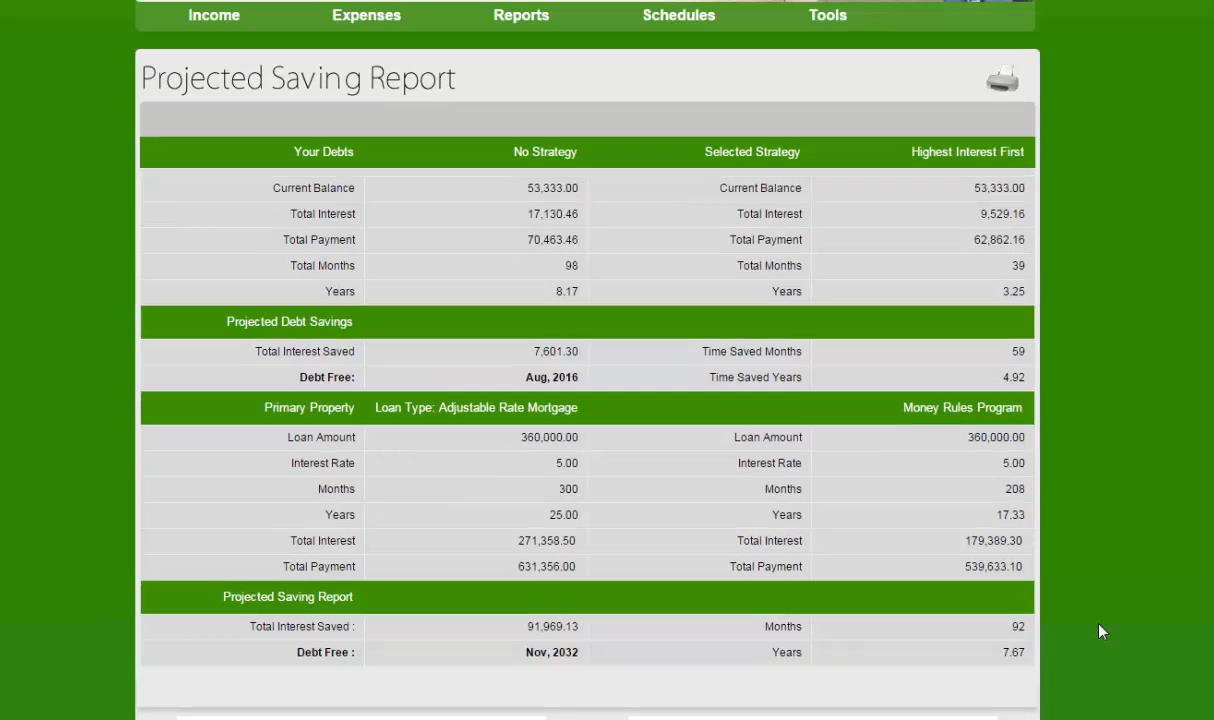 Income Expenses Reports Schedules Tools
Projected Saving Report
Your Debts No Strategy Selected Strategy Highest Interest First
Current Balance 53,333.00 Current Balance 53,333.00
Total Interest 17,130.46 Total Interest 9,529.16
Total Payment 70,463.46 Total Payment 62,862.16
Total Months 98 Total Months 39
Years 8.17 Years 3.25
Projected Debt Savings
Total Interest Saved 7,601.30 Time Saved Months 59
Debt Free: Aug, 2016 Time Saved Years 4.92
Primary Property Loan Type: Adjustable Rate Mortgage Money Rules Program
Loan Amount 360,000.00 Loan Amount 360,000.00
Interest Rate 5.00 Interest Rate 5.00
Months 300 Months 208
Years 25.00 Years 17.33
Total Interest 271,358.50 Total Interest 179,389.30
Total Payment 631,356.00 Total Payment 539,633.10
Projected Saving Report
Total Interest Saved : 91,969.13 Months 92
Debt Free : Nov, 2032 Years 7.67